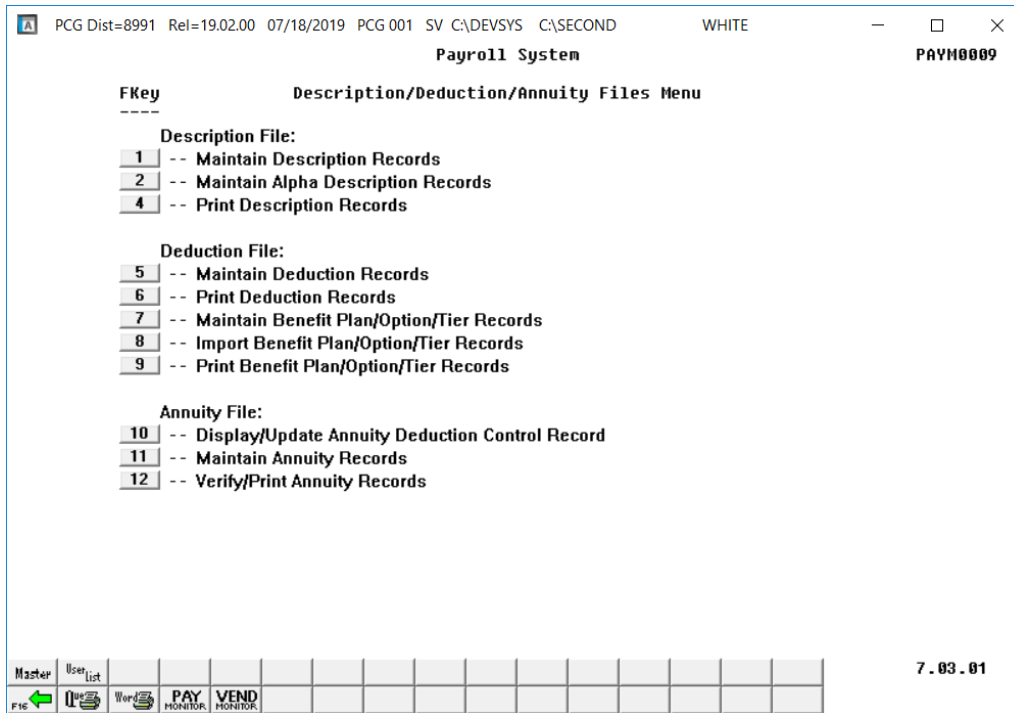 A PCG Dist=8991 Rel=19.02.00 07/18/2019 PCG 001 SV C:\DEVSYS C:\SECOND WHITE
Payroll System PAYM0009
FKey Description/Deduction/Annuity Files Menu
----
Description File:
1 -- Maintain Description Records
2 -- Maintain Alpha Description Records
4 -- Print Description Records
Deduction File:
5 -- Maintain Deduction Records
6 -- Print Deduction Records
7 -- Maintain Benefit Plan/Option/Tier Records
8 -- Import Benefit Plan/Option/Tier Records
9 -- Print Benefit Plan/Option/Tier Records
Annuity File:
10 -- Display/Update Annuity Deduction Control Record
11 -- Maintain Annuity Records
12 -- Verify/Print Annuity Records
Master User List 7.03.01
F16 Que Word PAY MONITOR VEND MONITOR